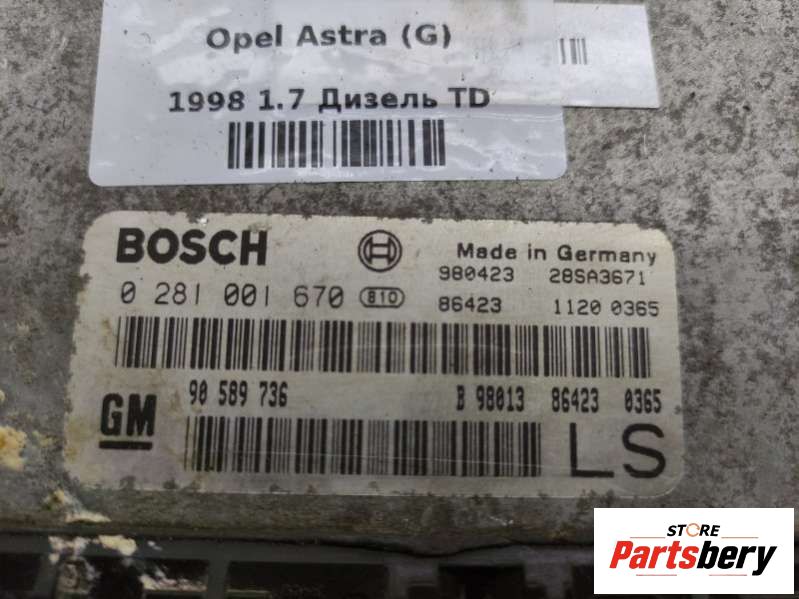 Opel Astra (G)
1998 1.7 Дизель TD
BOSCH
Made in Germany
980423 28SA3671
0 281 001 670 810
86423 1120 0365
90 589 736 B 98013 86423 0365
GM
LS
STORE
Partsbery